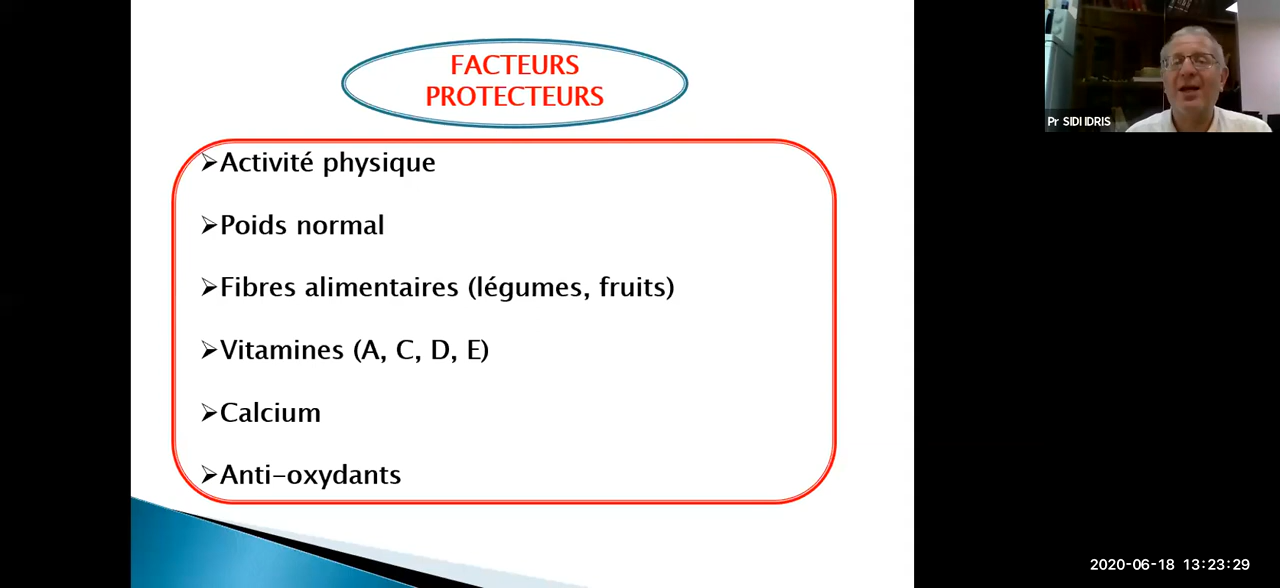 FACTEURS
PROTECTEURS
➢Activité physique
➢Poids normal
➢Fibres alimentaires (légumes, fruits)
➢Vitamines (A, C, D, E)
➢Calcium
➢Anti-oxydants
Pr SIDI IDRIS
2020-06-18 13:23:29